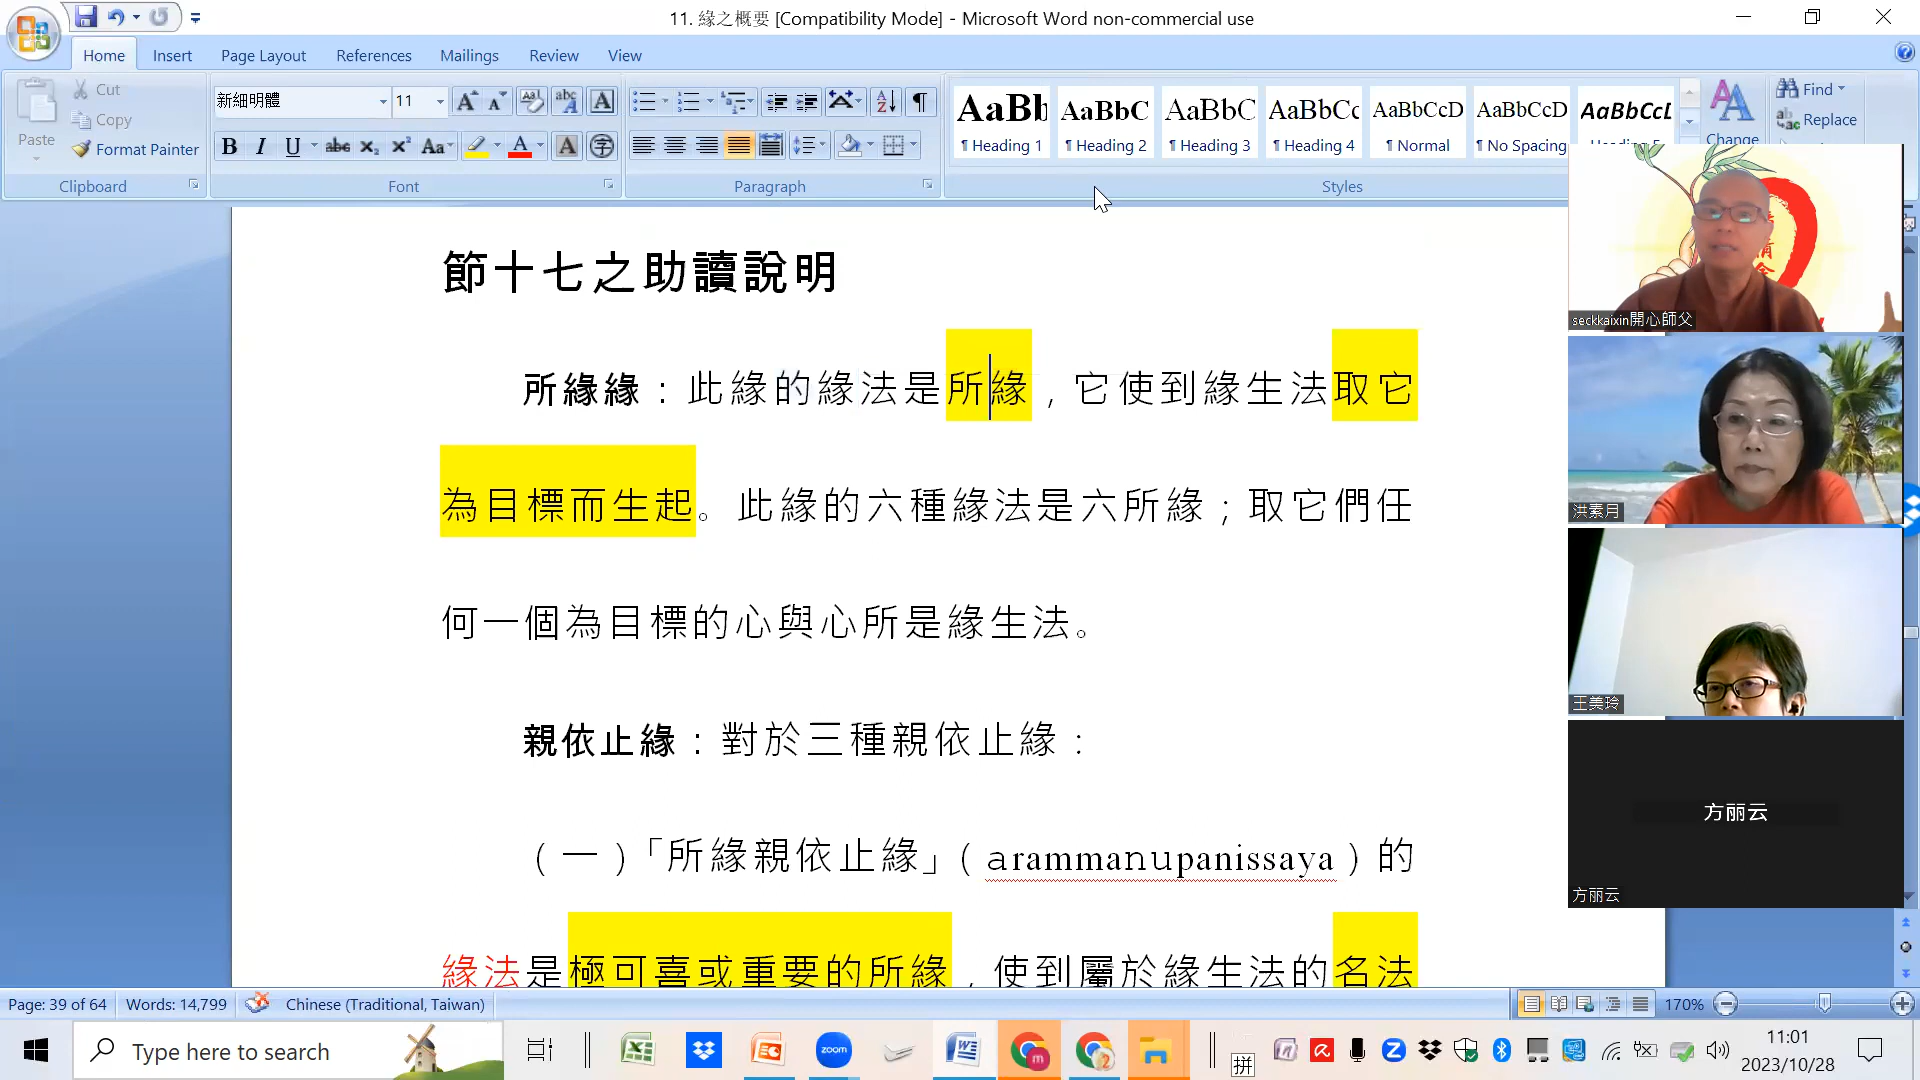 11. 緣之概要 [Compatibility Mode] - Microsoft Word non-commercial use
Home Insert Page Layout References Mailings Review View
Paste
Cut
Copy
Format Painter
新細明體 11
AaBb AaBbC AaBbC AaBbCc AaBbCcD AaBbCcD AaBbCcD
¶ Heading 1 ¶ Heading 2 ¶ Heading 3 ¶ Heading 4 ¶ Normal ¶ No Spacing
Change
Find
Replace
Clipboard Font Paragraph Styles
節十七之助讀說明
所緣緣：此緣的緣法是所緣，它使到緣生法取它
為目標而生起。此緣的六種緣法是六所緣；取它們任
何一個為目標的心與心所是緣生法。
親依止緣：對於三種親依止緣：
（一）「所緣親依止緣」（arammanupanissaya）的
緣法是極可喜或重要的所緣，使到屬於緣生法的名法
seckkaixin開心師父
洪素月
王美玲
方丽云
方丽云
Page: 39 of 64 Words: 14,799 Chinese (Traditional, Taiwan) 170%
Type here to search
zoom
拼
11:01
2023/10/28